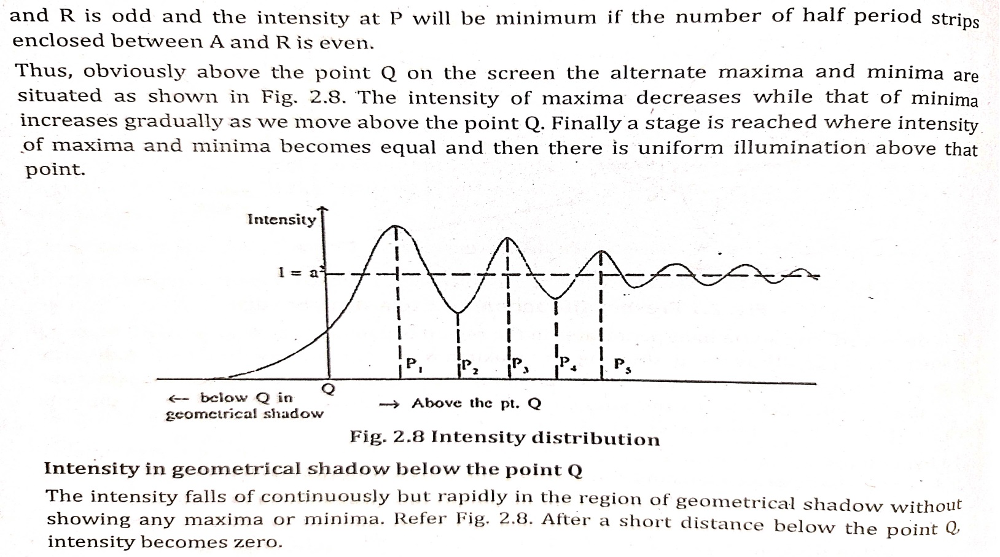 and R is odd and the intensity at P will be minimum if the number of half period strips
enclosed between A and R is even.
Thus, obviously above the point Q on the screen the alternate maxima and minima are
situated as shown in Fig. 2.8. The intensity of maxima decreases while that of minima
increases gradually as we move above the point Q. Finally a stage is reached where intensity
of maxima and minima becomes equal and then there is uniform illumination above that
point.
Intensity
I = a²
P₁ P₂ P₃ P₄ P₅
Q
← below Q in
geometrical shadow
→ Above the pt. Q
Fig. 2.8 Intensity distribution
Intensity in geometrical shadow below the point Q
The intensity falls of continuously but rapidly in the region of geometrical shadow without
showing any maxima or minima. Refer Fig. 2.8. After a short distance below the point Q,
intensity becomes zero.